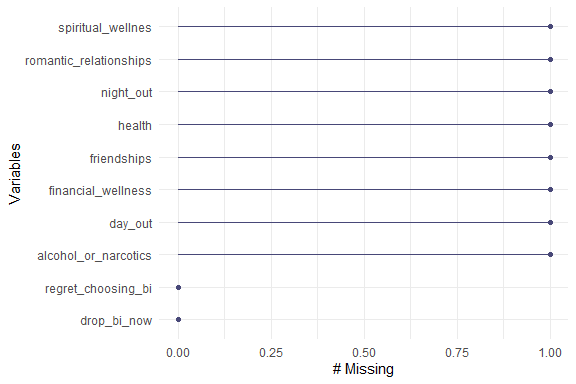 spiritual_wellnes
romantic_relationships
night_out
health
friendships
financial_wellness
day_out
alcohol_or_narcotics
regret_choosing_bi
drop_bi_now
Variables
0.00 0.25 0.50 0.75 1.00
# Missing